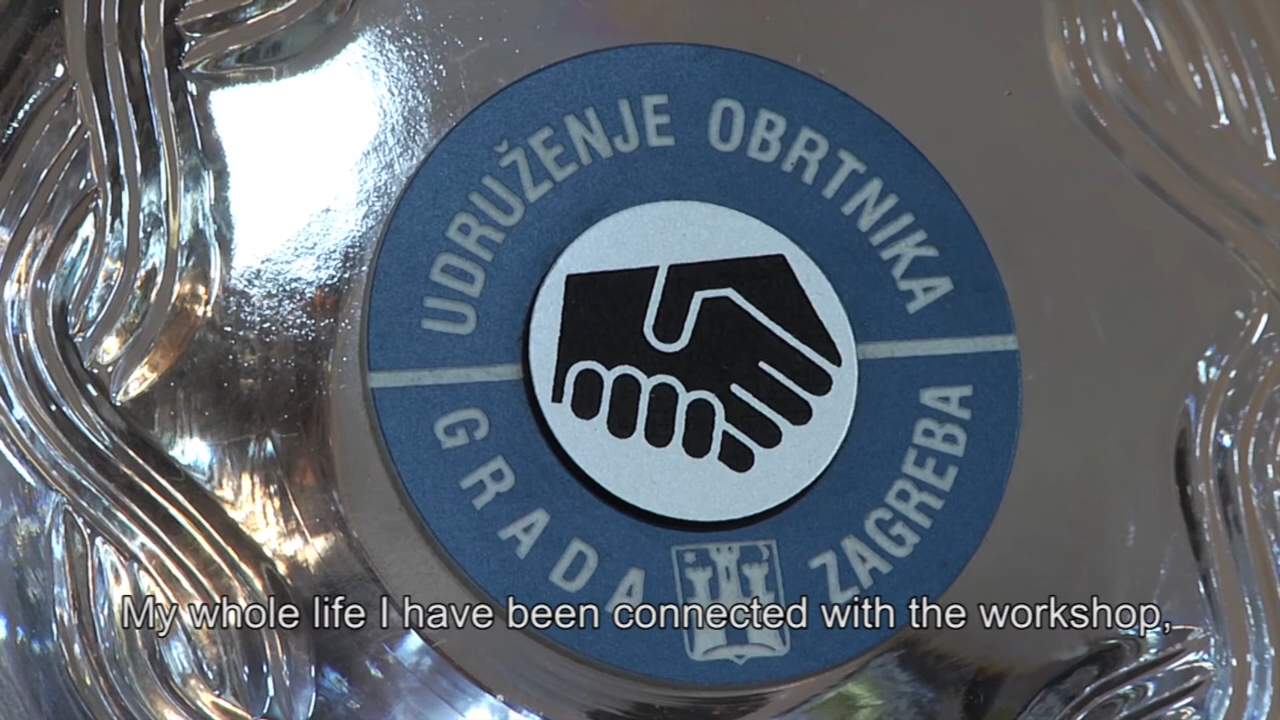 UDRUŽENJE OBRTNIKA
GRADA ZAGREBA
My whole life I have been connected with the workshop,